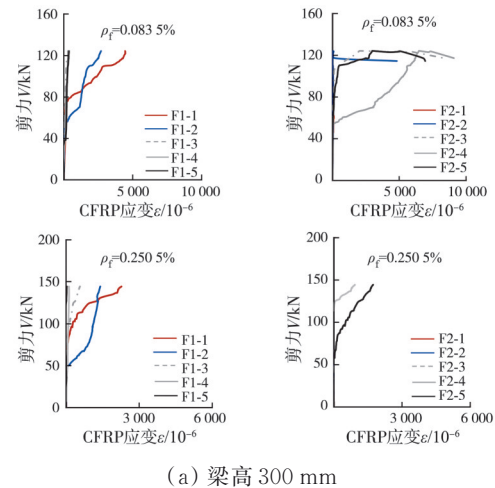 ρf=0.083 5%
160
120
80
40
0
剪力V/kN
F1-1
F1-2
F1-3
F1-4
F1-5
5 000
10 000
CFRP应变ε/10⁻⁶
ρf=0.083 5%
160
120
80
40
0
剪力V/kN
F2-1
F2-2
F2-3
F2-4
F2-5
5 000
10 000
CFRP应变ε/10⁻⁶
ρf=0.250 5%
200
150
100
50
0
剪力V/kN
F1-1
F1-2
F1-3
F1-4
F1-5
3 000
6 000
CFRP应变ε/10⁻⁶
ρf=0.250 5%
200
150
100
50
0
剪力V/kN
F2-1
F2-2
F2-3
F2-4
F2-5
3 000
6 000
CFRP应变ε/10⁻⁶
(a) 梁高 300 mm